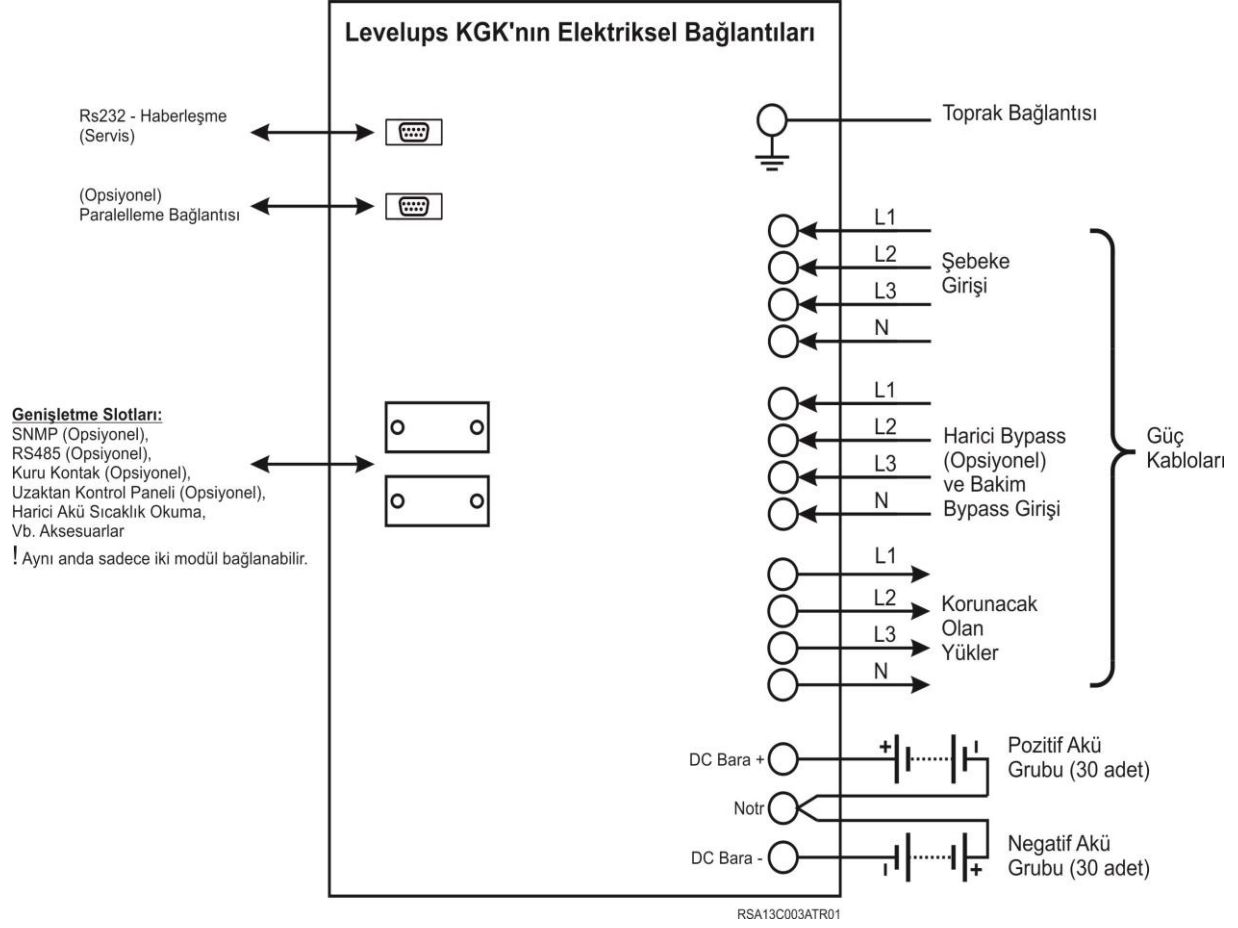 Levelups KGK'nın Elektriksel Bağlantıları
Rs232 - Haberleşme
(Servis)
(Opsiyonel)
Paralelleme Bağlantısı
Genişletme Slotları:
SNMP (Opsiyonel),
RS485 (Opsiyonel),
Kuru Kontak (Opsiyonel),
Uzaktan Kontrol Paneli (Opsiyonel),
Harici Akü Sıcaklık Okuma,
Vb. Aksesuarlar
! Aynı anda sadece iki modül bağlanabilir.
Toprak Bağlantısı
L1
L2
L3
N
Şebeke
Girişi
L1
L2
L3
N
Harici Bypass
(Opsiyonel)
ve Bakim
Bypass Girişi
L1
L2
L3
N
Korunacak
Olan
Yükler
Güç
Kabloları
DC Bara +
+
-
Pozitif Akü
Grubu (30 adet)
Notr
DC Bara -
-
+
Negatif Akü
Grubu (30 adet)
RSA13C003ATR01